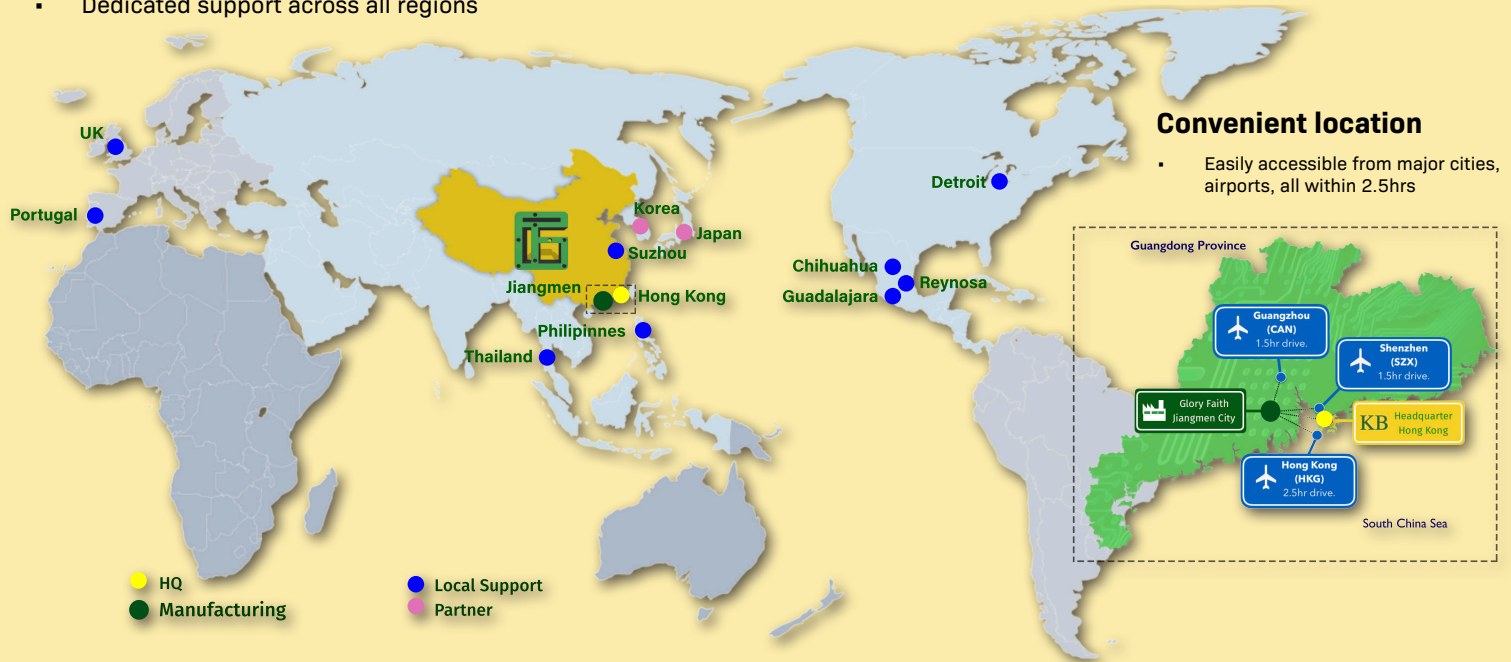 ▪ Dedicated support across all regions
UK
Portugal
Korea
Japan
Suzhou
Jiangmen
Hong Kong
Philipinnes
Thailand
Detroit
Chihuahua
Reynosa
Guadalajara
HQ
Manufacturing
Local Support
Partner
Convenient location
▪ Easily accessible from major cities,
airports, all within 2.5hrs
Guangdong Province
Guangzhou
(CAN)
1.5hr drive.
Shenzhen
(SZX)
1.5hr drive.
Glory Faith
Jiangmen City
KB
Headquarter
Hong Kong
Hong Kong
(HKG)
2.5hr drive.
South China Sea